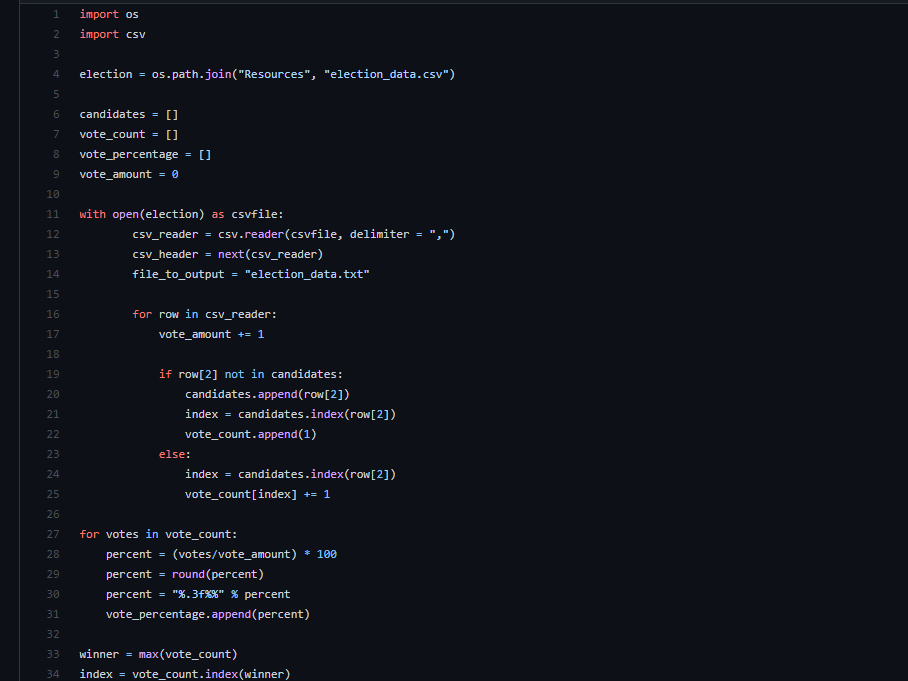 1 import os
2 import csv
3
4 election = os.path.join("Resources", "election_data.csv")
5
6 candidates = []
7 vote_count = []
8 vote_percentage = []
9 vote_amount = 0
10
11 with open(election) as csvfile:
12         csv_reader = csv.reader(csvfile, delimiter = ",")
13         csv_header = next(csv_reader)
14         file_to_output = "election_data.txt"
15
16         for row in csv_reader:
17             vote_amount += 1
18
19             if row[2] not in candidates:
20                 candidates.append(row[2])
21                 index = candidates.index(row[2])
22                 vote_count.append(1)
23             else:
24                 index = candidates.index(row[2])
25                 vote_count[index] += 1
26
27 for votes in vote_count:
28     percent = (votes/vote_amount) * 100
29     percent = round(percent)
30     percent = "%.3f%%" % percent
31     vote_percentage.append(percent)
32
33 winner = max(vote_count)
34 index = vote_count.index(winner)